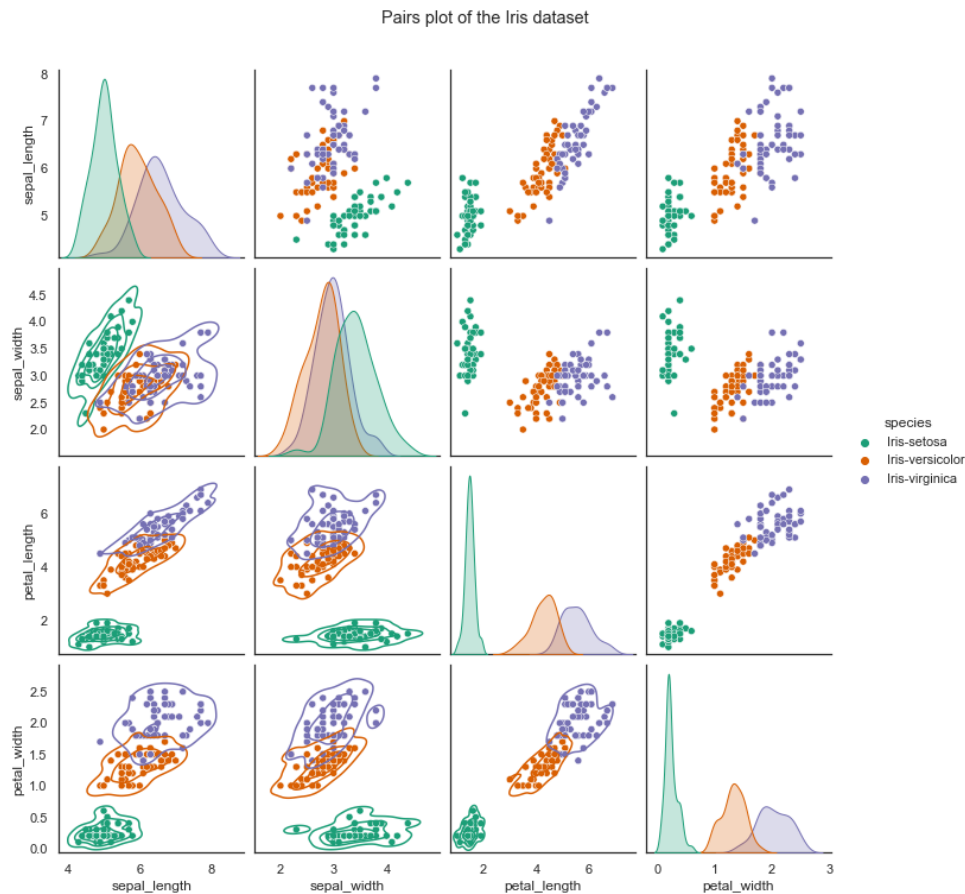 Pairs plot of the Iris dataset
8
7
6
5
sepal_length
4.5
4.0
3.5
3.0
2.5
2.0
sepal_width
species
Iris-setosa
Iris-versicolor
Iris-virginica
6
4
2
petal_length
2.5
2.0
1.5
1.0
0.5
0.0
petal_width
4 6 8
2 3 4
2 4 6
0 1 2 3
sepal_length sepal_width petal_length petal_width